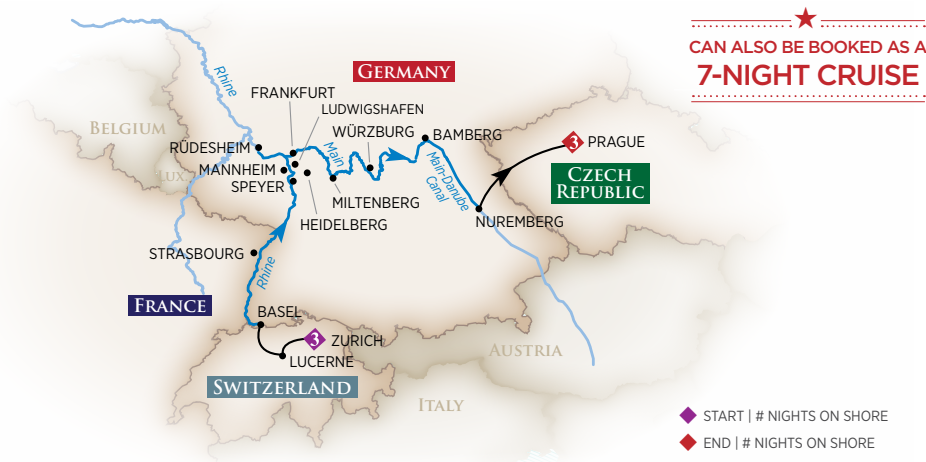 CAN ALSO BE BOOKED AS A
7-NIGHT CRUISE
GERMANY
Rhine
FRANKFURT
LUDWIGSHAFEN
BELGIUM
WÜRZBURG
BAMBERG
RÜDESHEIM
Main
3
PRAGUE
LUX.
MANNHEIM
SPEYER
Main-Danube
Canal
CZECH
REPUBLIC
MILTENBERG
HEIDELBERG
NUREMBERG
STRASBOURG
Rhine
FRANCE
BASEL
3
ZURICH
LUCERNE
AUSTRIA
SWITZERLAND
ITALY
START | # NIGHTS ON SHORE
END | # NIGHTS ON SHORE